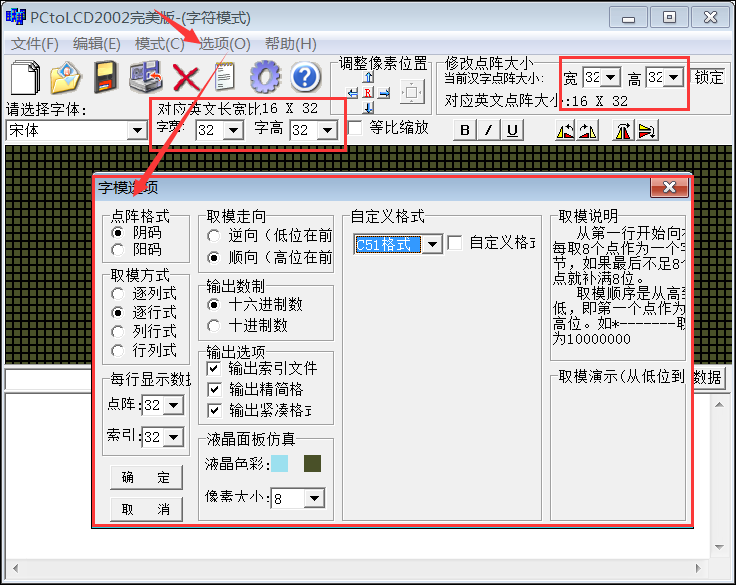 PCtoLCD2002完美版-(字符模式)
文件(F) 编辑(E) 模式(C) 选项(O) 帮助(H)
调整像素位置
修改点阵大小
当前汉字点阵大小:
宽 32 高 32 锁定
对应英文点阵大小:16 X 32
请选择字体:
对应英文长宽比16 X 32
宋体
字宽: 32 字高 32 等比缩放
B I U
字模选项
点阵格式
阴码
阳码
取模方式
逐列式
逐行式
列行式
行列式
每行显示数据
点阵: 32
索引: 32
确 定
取 消
取模走向
逆向(低位在前
顺向(高位在前
输出数制
十六进制数
十进制数
输出选项
输出索引文件
输出精简格
输出紧凑格式
液晶面板仿真
液晶色彩:
像素大小: 8
自定义格式
C51格式 自定义格式
取模说明
从第一行开始向右
每取8个点作为一个字
节,如果最后不足8个
点就补满8位。
取模顺序是从高到
低,即第一个点作为
高位。如*-------取
为10000000
取模演示(从低位到
数据